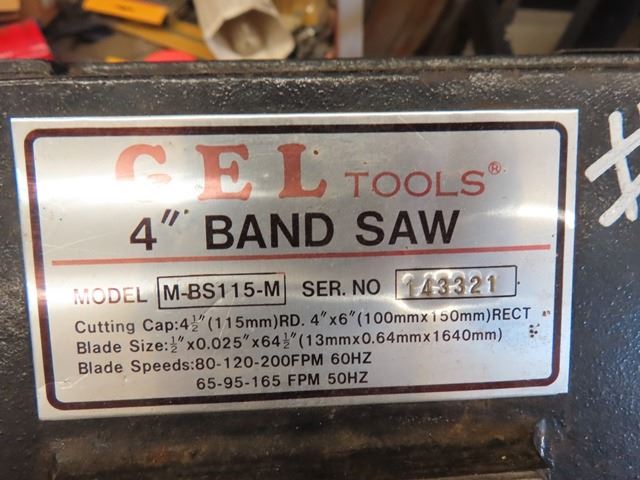 GEL TOOLS®
4" BAND SAW
MODEL M-BS115-M SER. NO 143321
Cutting Cap:4½"(115mm)RD. 4"x6"(100mmx150mm)RECT
Blade Size:½"x0.025"x64½"(13mmx0.64mmx1640mm)
Blade Speeds:80-120-200FPM 60HZ
65-95-165 FPM 50HZ